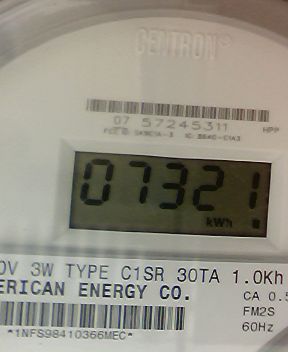 CENTRON®
07 57245311 HPP
07321
kWh
0V 3W TYPE C1SR 30TA 1.0Kh
ERICAN ENERGY CO. CA 0.5
FM2S
*1NFS98410366MEC* 60Hz